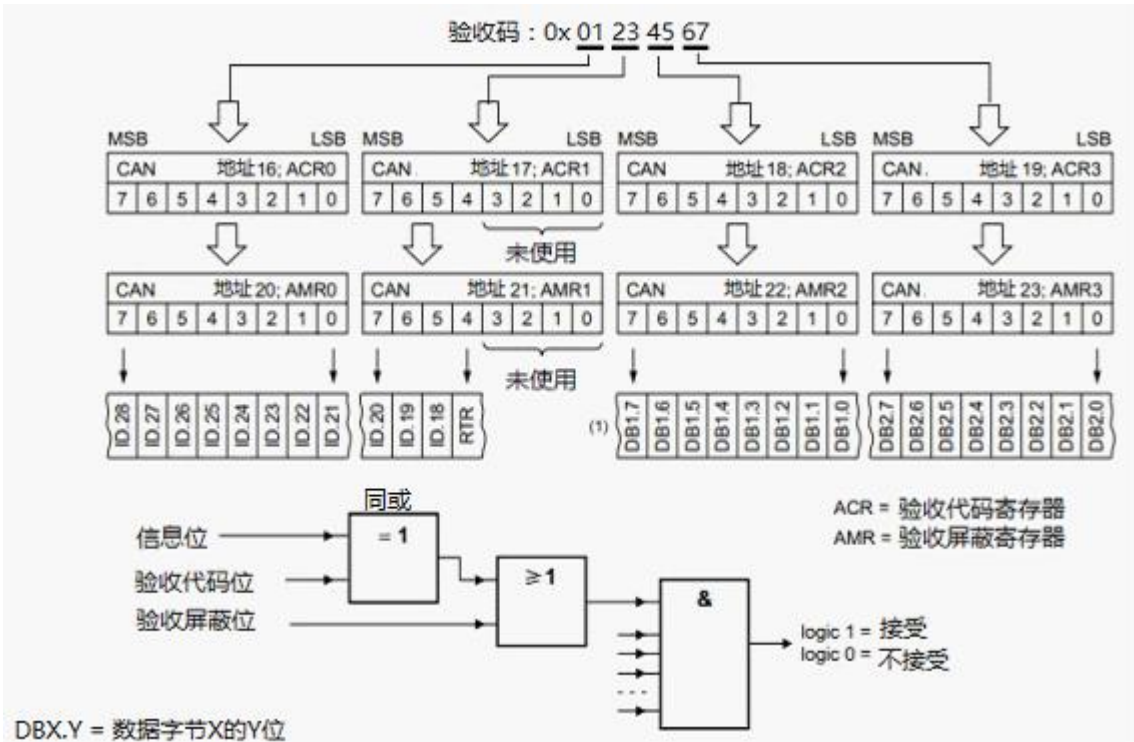 验收码：0x 01 23 45 67
MSB LSB MSB LSB MSB LSB MSB LSB
CAN 地址16; ACR0 CAN. 地址17; ACR1 CAN 地址18; ACR2 CAN. 地址 19; ACR3
7 6 5 4 3 2 1 0 7 6 5 4 3 2 1 0 7 6 5 4 3 2 1 0 7 6 5 4 3 2 1 0
未使用
CAN 地址20; AMR0 CAN 地址 21; AMR1 CAN 地址 22; AMR2 CAN. 地址 23; AMR3
7 6 5 4 3 2 1 0 7 6 5 4 3 2 1 0 7 6 5 4 3 2 1 0 7 6 5 4 3 2 1 0
未使用
ID.28 ID.27 ID.26 ID.25 ID.24 ID.23 ID.22 ID.21 ID.20 ID.19 ID.18 RTR (1) DB1.7 DB1.6 DB1.5 DB1.4 DB1.3 DB1.2 DB1.1 DB1.0 DB2.7 DB2.6 DB2.5 DB2.4 DB2.3 DB2.2 DB2.1 DB2.0
同或
ACR = 验收代码寄存器
AMR = 验收屏蔽寄存器
信息位
= 1
验收代码位
≥1
&
验收屏蔽位
logic 1 = 接受
logic 0 = 不接受
DBX.Y = 数据字节X的Y位